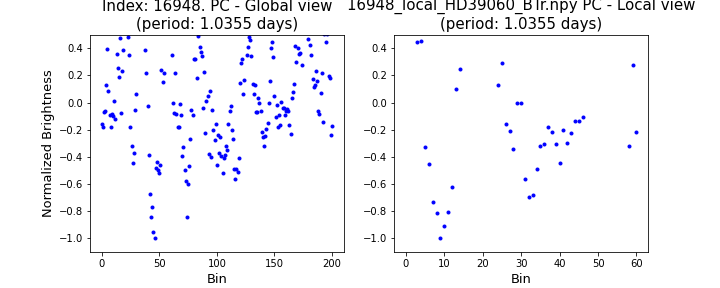 Index: 16948. PC - Global view
(period: 1.0355 days)
16948_local_HD39060_BTr.npy PC - Local view
(period: 1.0355 days)
Normalized Brightness
0.4
0.2
0.0
−0.2
−0.4
−0.6
−0.8
−1.0
0 50 100 150 200
Bin
0.4
0.2
0.0
−0.2
−0.4
−0.6
−0.8
−1.0
0 10 20 30 40 50 60
Bin